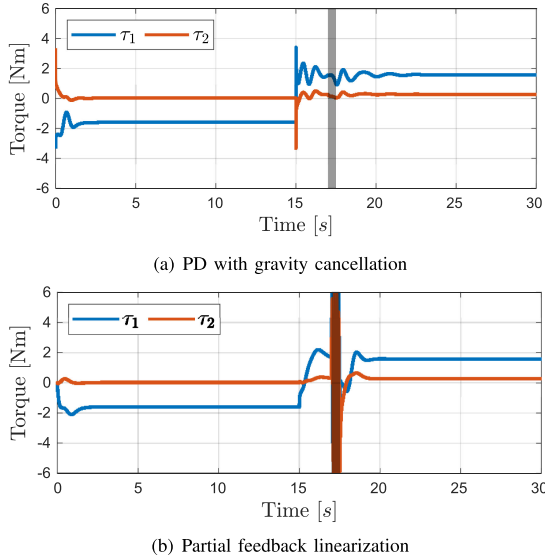 6
4
2
0
-2
-4
-6
Torque [Nm]
τ₁ τ₂
0 5 10 15 20 25 30
Time [s]
(a) PD with gravity cancellation
6
4
2
0
-2
-4
-6
Torque [Nm]
τ₁ τ₂
0 5 10 15 20 25 30
Time [s]
(b) Partial feedback linearization